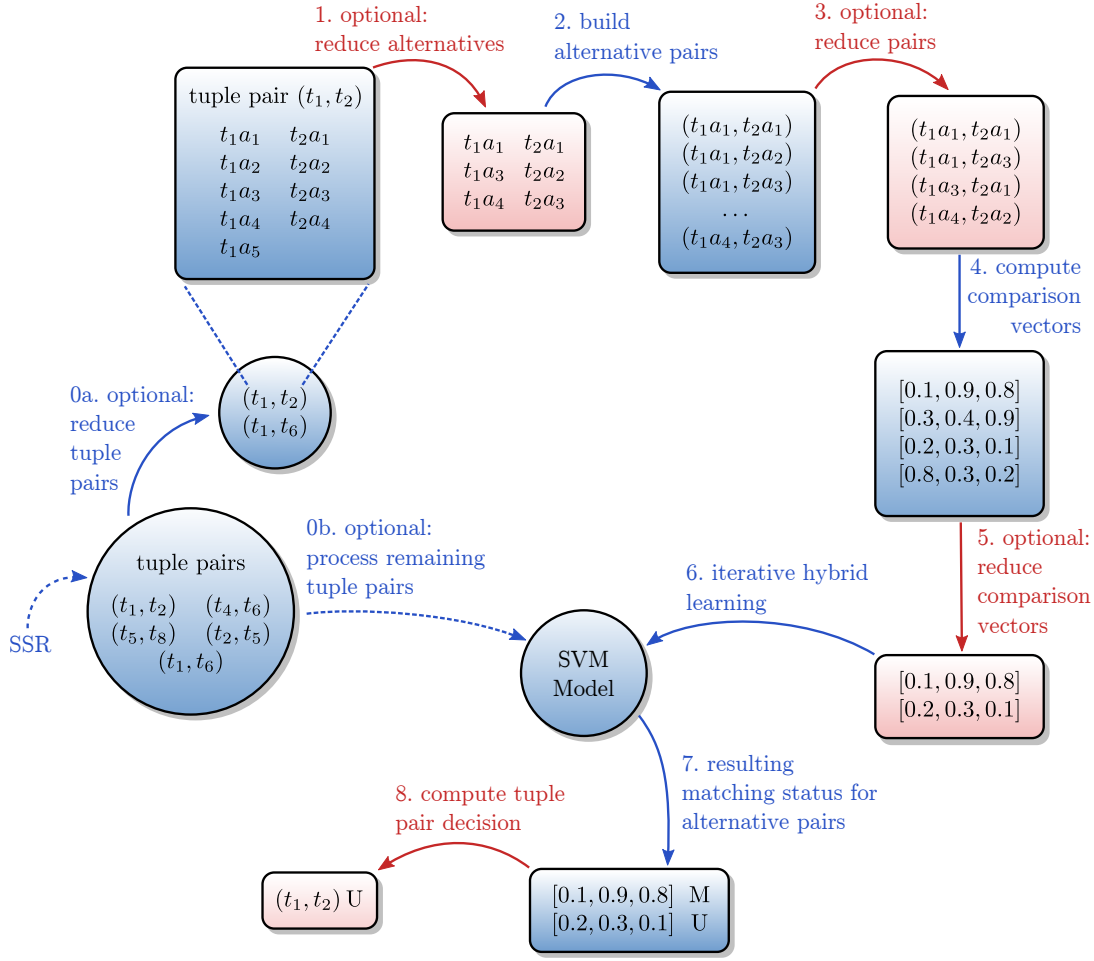 1. optional:
reduce alternatives
2. build
alternative pairs
3. optional:
reduce pairs
tuple pair (t₁, t₂)
t₁a₁ t₂a₁
t₁a₂ t₂a₂
t₁a₃ t₂a₃
t₁a₄ t₂a₄
t₁a₅
t₁a₁ t₂a₁
t₁a₃ t₂a₂
t₁a₄ t₂a₃
(t₁a₁, t₂a₁)
(t₁a₁, t₂a₂)
(t₁a₁, t₂a₃)
...
(t₁a₄, t₂a₃)
(t₁a₁, t₂a₁)
(t₁a₁, t₂a₃)
(t₁a₃, t₂a₁)
(t₁a₄, t₂a₂)
4. compute
comparison
vectors
[0.1, 0.9, 0.8]
[0.3, 0.4, 0.9]
[0.2, 0.3, 0.1]
[0.8, 0.3, 0.2]
0a. optional:
reduce
tuple
pairs
(t₁, t₂)
(t₁, t₆)
SSR
tuple pairs
(t₁, t₂) (t₄, t₆)
(t₅, t₈) (t₂, t₅)
(t₁, t₆)
0b. optional:
process remaining
tuple pairs
5. optional:
reduce
comparison
vectors
6. iterative hybrid
learning
SVM
Model
[0.1, 0.9, 0.8]
[0.2, 0.3, 0.1]
7. resulting
matching status for
alternative pairs
8. compute tuple
pair decision
[0.1, 0.9, 0.8] M
[0.2, 0.3, 0.1] U
(t₁, t₂) U